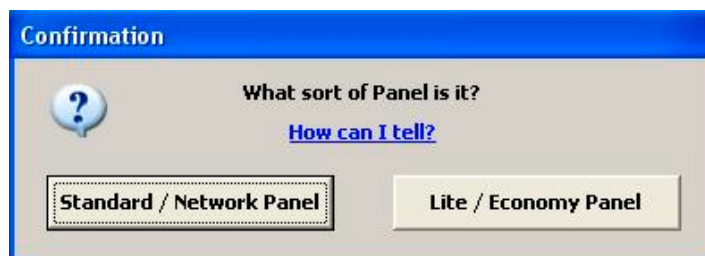 Confirmation
What sort of Panel is it?
How can I tell?
Standard / Network Panel
Lite / Economy Panel